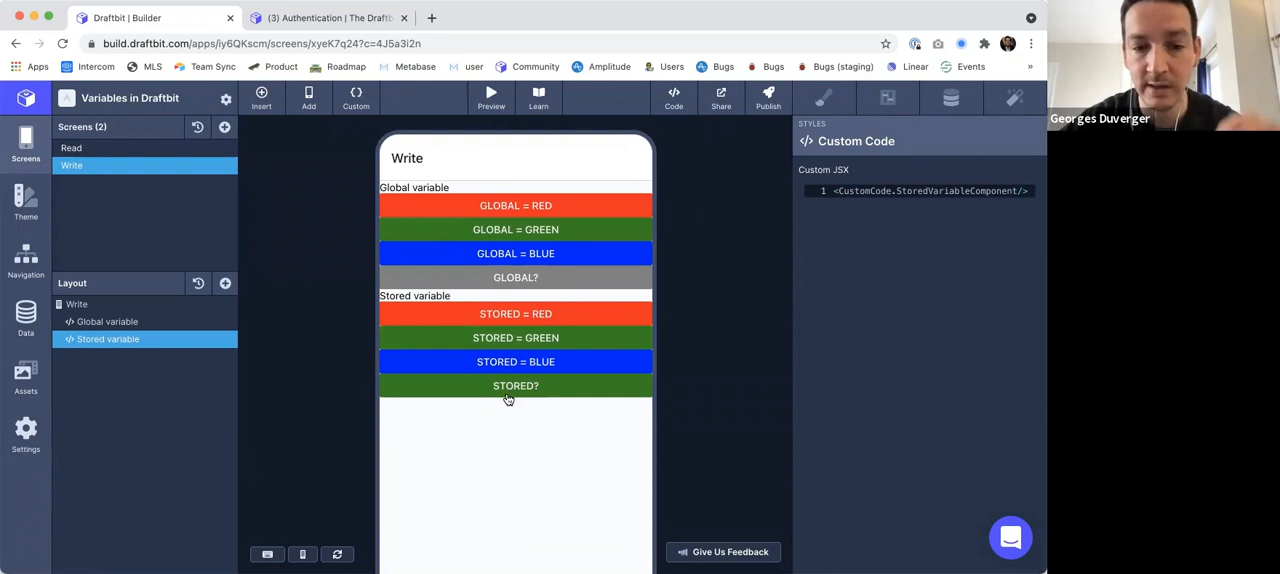 Draftbit | Builder
(3) Authentication | The Draftb
build.draftbit.com/apps/iy6QKscm/screens/xyeK7q24?c=4J5a3i2n
Apps
Intercom
MLS
Team Sync
Product
Roadmap
Metabase
user
Community
Amplitude
Users
Bugs
Bugs (staging)
Linear
Events
»
A
Variables in Draftbit
Insert
Add
Custom
Preview
Learn
Code
Share
Publish
Georges Duverger
Screens
Theme
Navigation
Data
Assets
Settings
Screens (2)
Read
Write
Layout
Write
</> Global variable
</> Stored variable
Write
Global variable
GLOBAL = RED
GLOBAL = GREEN
GLOBAL = BLUE
GLOBAL?
Stored variable
STORED = RED
STORED = GREEN
STORED = BLUE
STORED?
STYLES
</> Custom Code
Custom JSX
1 <CustomCode.StoredVariableComponent/>
Give Us Feedback